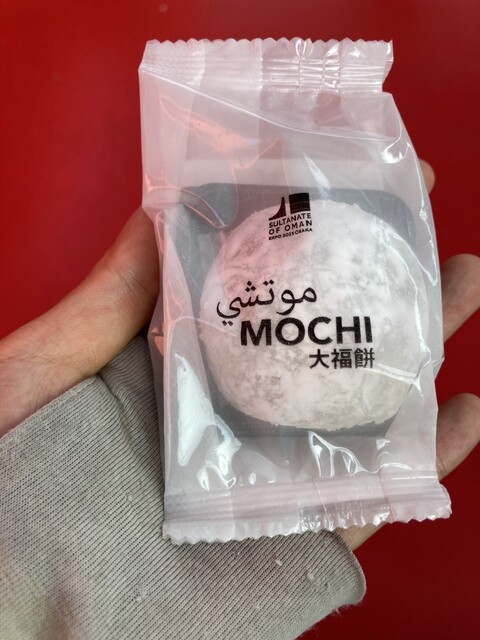 SULTANATE
OF OMAN
EXPO 2025 OSAKA
موتشي
MOCHI
大福餅